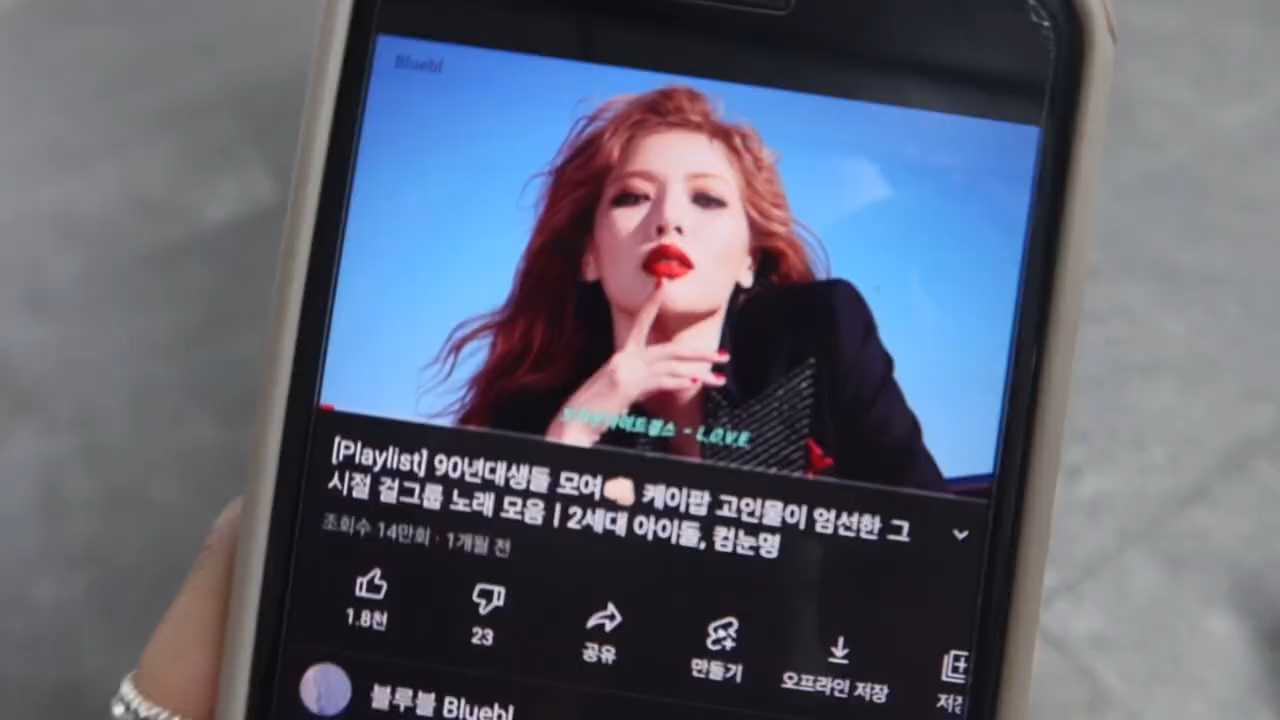 Bluebl
- L.O.V.E
[Playlist] 90년대생들 모여👊🏻 케이팝 고인물이 엄선한 그
시절 걸그룹 노래 모음 | 2세대 아이돌, 컴눈명
조회수 14만회 · 1개월 전
1.8천
23
공유
만들기
오프라인 저장
블루블 Bluebl